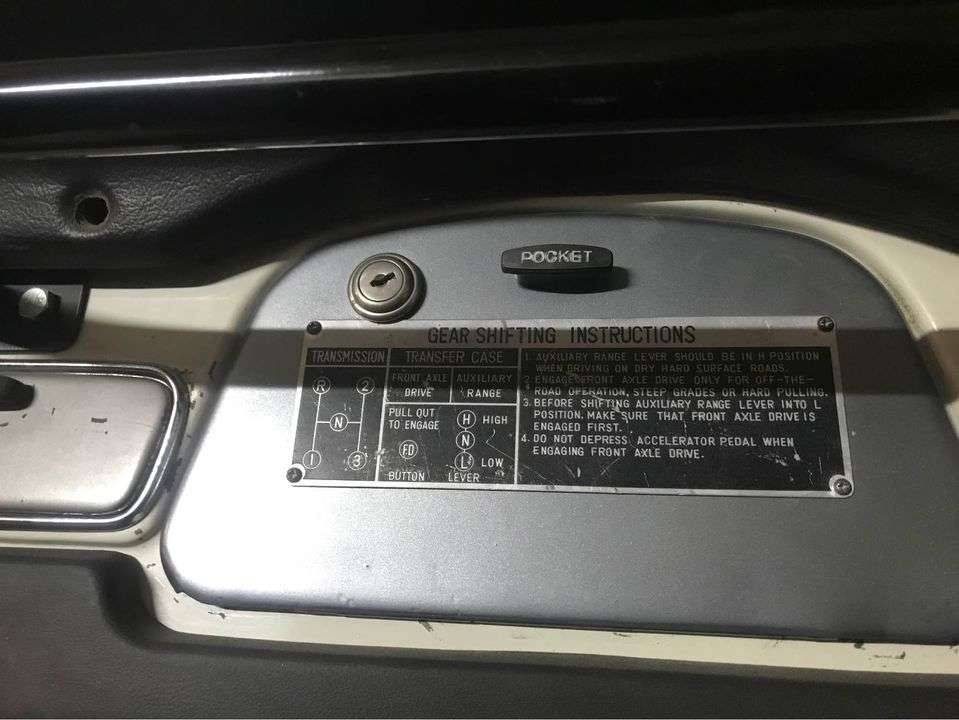 POCKET
GEAR SHIFTING INSTRUCTIONS
TRANSMISSION
R 2
N
1 3
TRANSFER CASE
FRONT AXLE
DRIVE
PULL OUT
TO ENGAGE
FD
BUTTON
AUXILIARY
RANGE
H HIGH
N
L LOW
LEVER
1. AUXILIARY RANGE LEVER SHOULD BE IN H POSITION
WHEN DRIVING ON DRY HARD SURFACE ROADS.
2. ENGAGE FRONT AXLE DRIVE ONLY FOR OFF-THE-
ROAD OPERATION, STEEP GRADES OR HARD PULLING.
3. BEFORE SHIFTING AUXILIARY RANGE LEVER INTO L
POSITION, MAKE SURE THAT FRONT AXLE DRIVE IS
ENGAGED FIRST.
4. DO NOT DEPRESS ACCELERATOR PEDAL WHEN
ENGAGING FRONT AXLE DRIVE.